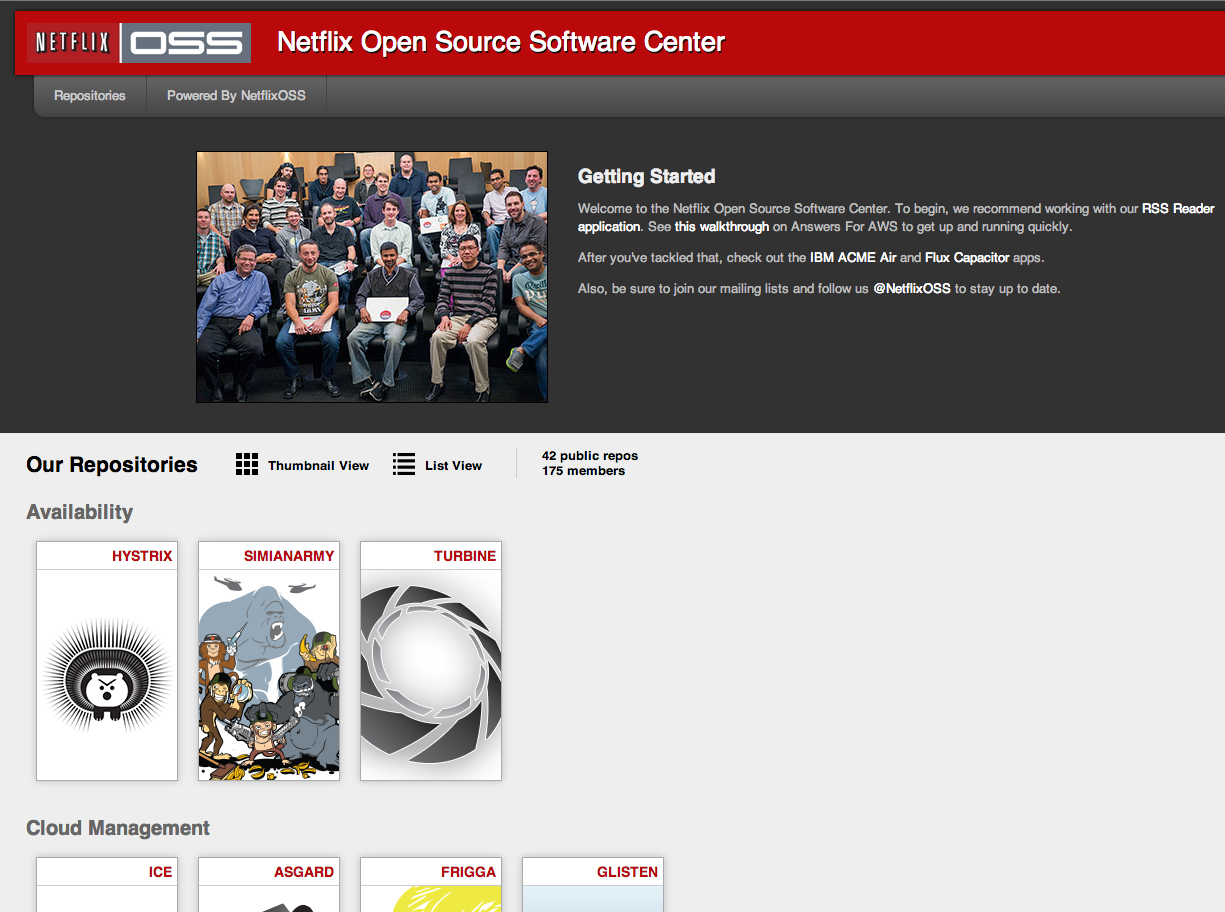 NETFLIX OSS Netflix Open Source Software Center
Repositories Powered By NetflixOSS
Getting Started
Welcome to the Netflix Open Source Software Center. To begin, we recommend working with our RSS Reader
application. See this walkthrough on Answers For AWS to get up and running quickly.
After you've tackled that, check out the IBM ACME Air and Flux Capacitor apps.
Also, be sure to join our mailing lists and follow us @NetflixOSS to stay up to date.
Our Repositories Thumbnail View List View
42 public repos
175 members
Availability
HYSTRIX SIMIANARMY TURBINE
Cloud Management
ICE ASGARD FRIGGA GLISTEN